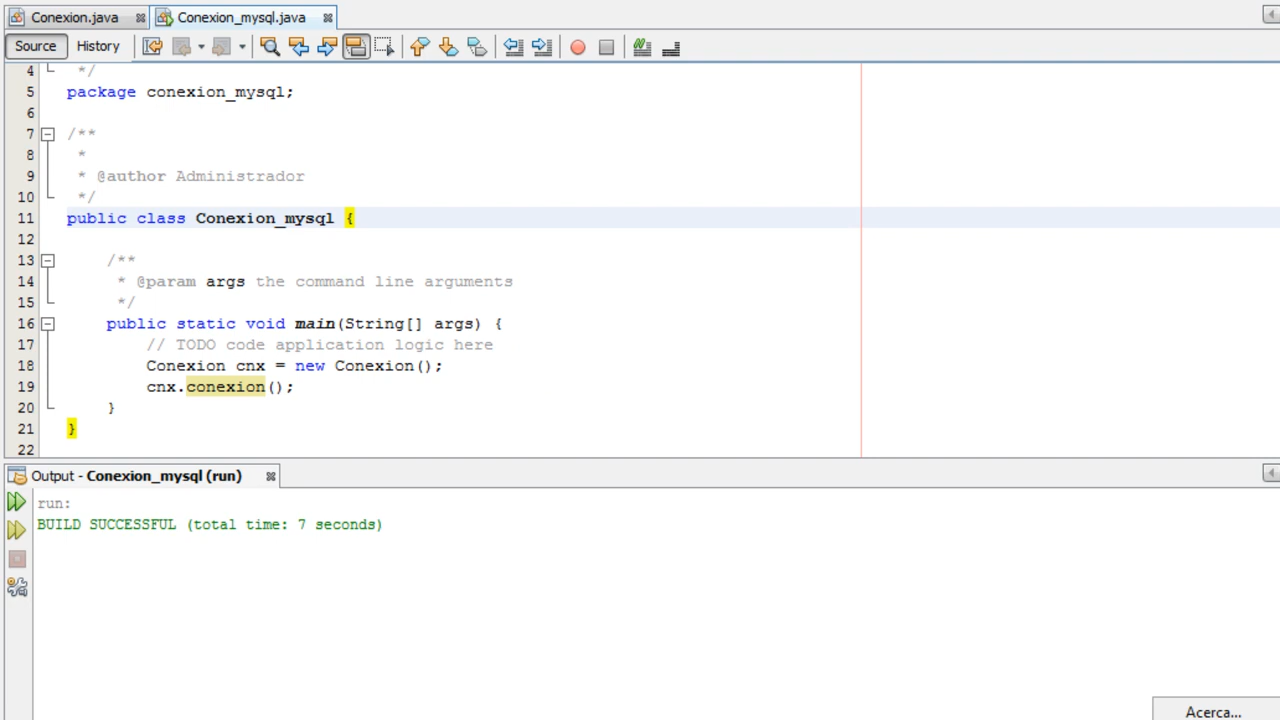 Conexion.java Conexion_mysql.java
Source History
4 */
5 package conexion_mysql;
6
7 /**
8 *
9 * @author Administrador
10 */
11 public class Conexion_mysql {
12
13 /**
14 * @param args the command line arguments
15 */
16 public static void main(String[] args) {
17 // TODO code application logic here
18 Conexion cnx = new Conexion();
19 cnx.conexion();
20 }
21 }
22
Output - Conexion_mysql (run)
run:
BUILD SUCCESSFUL (total time: 7 seconds)
Acerca...